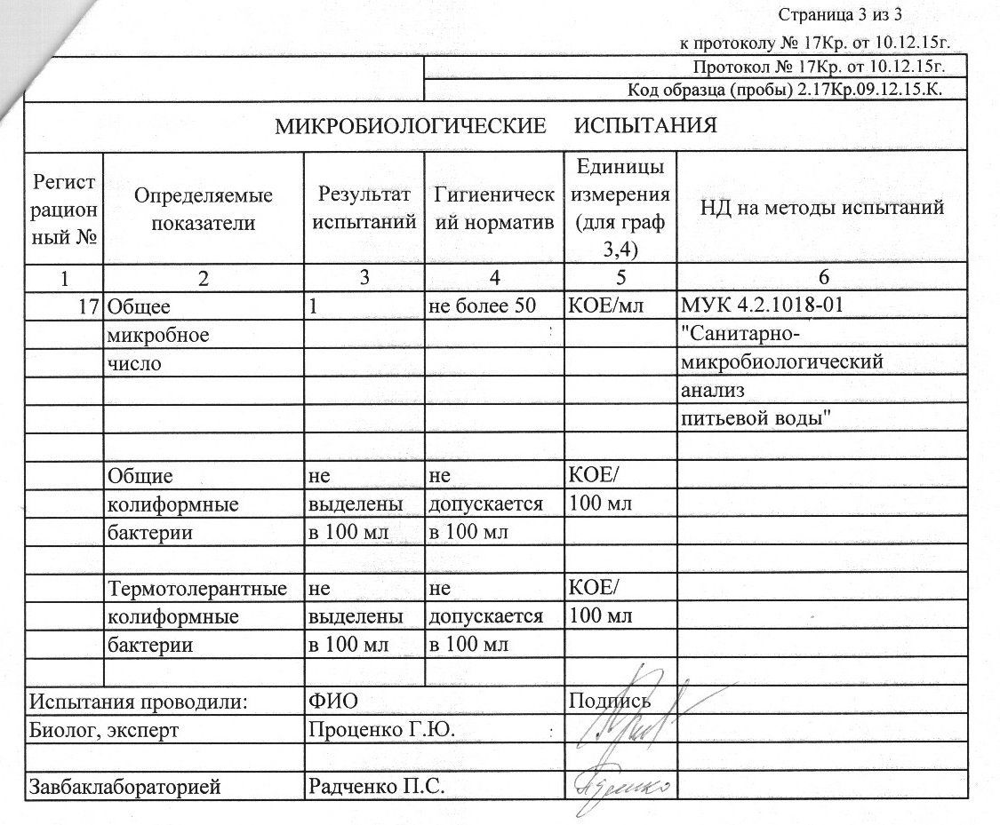 Страница 3 из 3
к протоколу № 17Кр. от 10.12.15г.
Протокол № 17Кр. от 10.12.15г.
Код образца (пробы) 2.17Кр.09.12.15.К.
МИКРОБИОЛОГИЧЕСКИЕ ИСПЫТАНИЯ
Регист
рацион
ный №
Определяемые
показатели
Результат
испытаний
Гигиеническ
ий норматив
Единицы
измерения
(для граф
3,4)
НД на методы испытаний
1 2 3 4 5 6
17 Общее 1 не более 50 КОЕ/мл МУК 4.2.1018-01
микробное "Санитарно-
число микробиологический
анализ
питьевой воды"
Общие не не КОЕ/
колиформные выделены допускается 100 мл
бактерии в 100 мл в 100 мл
Термотолерантные не не КОЕ/
колиформные выделены допускается 100 мл
бактерии в 100 мл в 100 мл
Испытания проводили: ФИО Подпись
Биолог, эксперт Проценко Г.Ю.
Завбаклабораторией Радченко П.С.